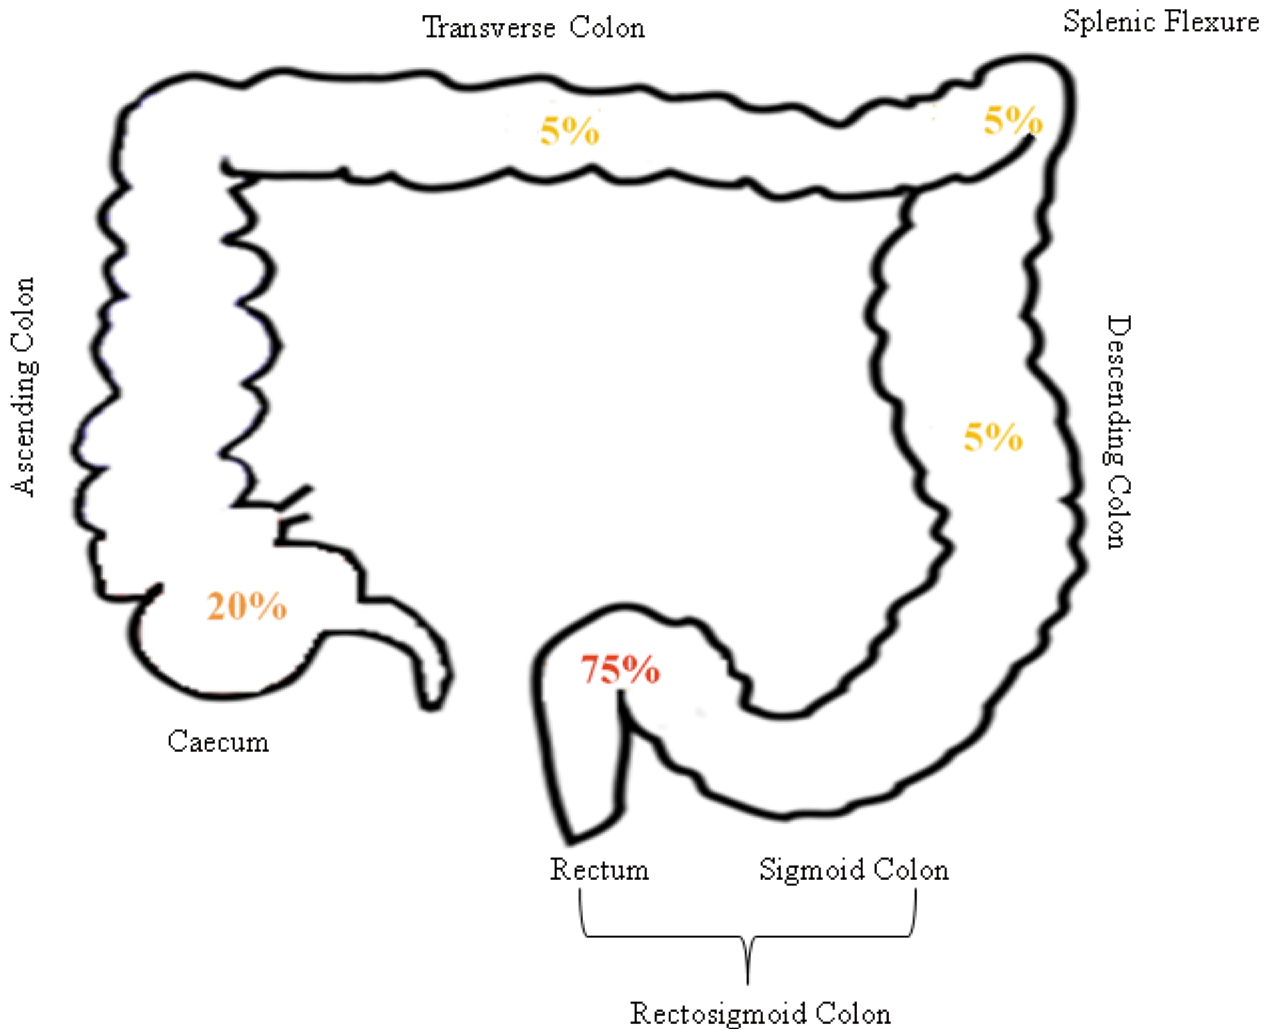 Transverse Colon
Splenic Flexure
5%
5%
Ascending Colon
Descending Colon
5%
20%
75%
Caecum
Rectum
Sigmoid Colon
Rectosigmoid Colon